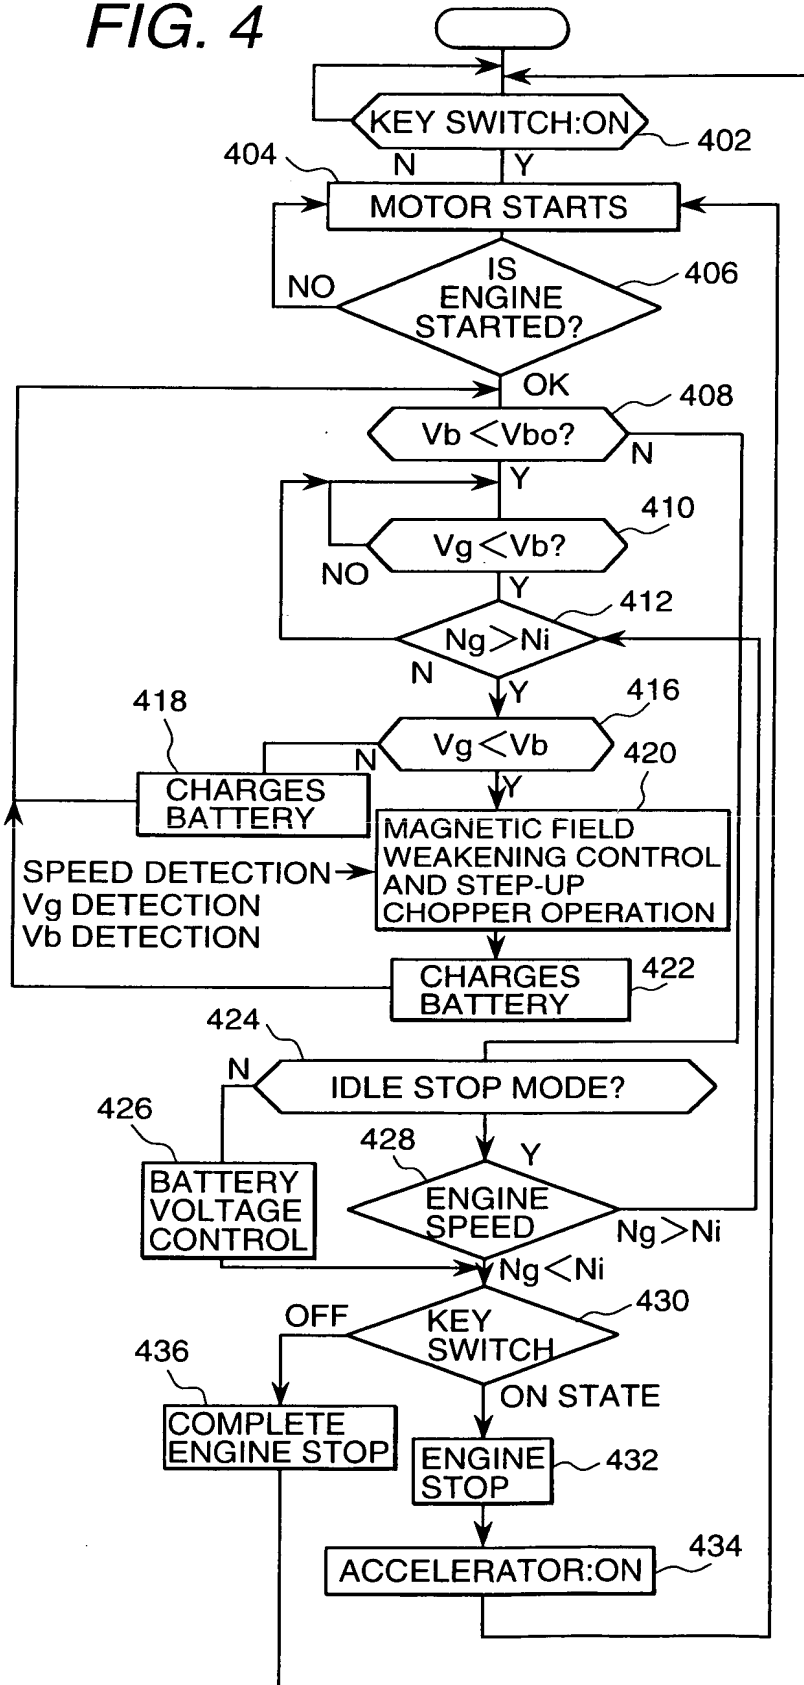 FIG. 4
KEY SWITCH:ON
402
N
Y
404
MOTOR STARTS
IS
ENGINE
STARTED?
406
NO
OK
408
Vb<Vbo?
N
Y
410
Vg<Vb?
NO
Y
412
Ng>Ni
N
Y
416
418
Vg<Vb
N
Y
420
CHARGES
BATTERY
MAGNETIC FIELD
WEAKENING CONTROL
AND STEP-UP
CHOPPER OPERATION
SPEED DETECTION
Vg DETECTION
Vb DETECTION
CHARGES
BATTERY
422
424
N
IDLE STOP MODE?
426
428
Y
BATTERY
VOLTAGE
CONTROL
ENGINE
SPEED
Ng>Ni
Ng<Ni
430
OFF
KEY
SWITCH
436
ON STATE
COMPLETE
ENGINE STOP
ENGINE
STOP
432
ACCELERATOR:ON
434